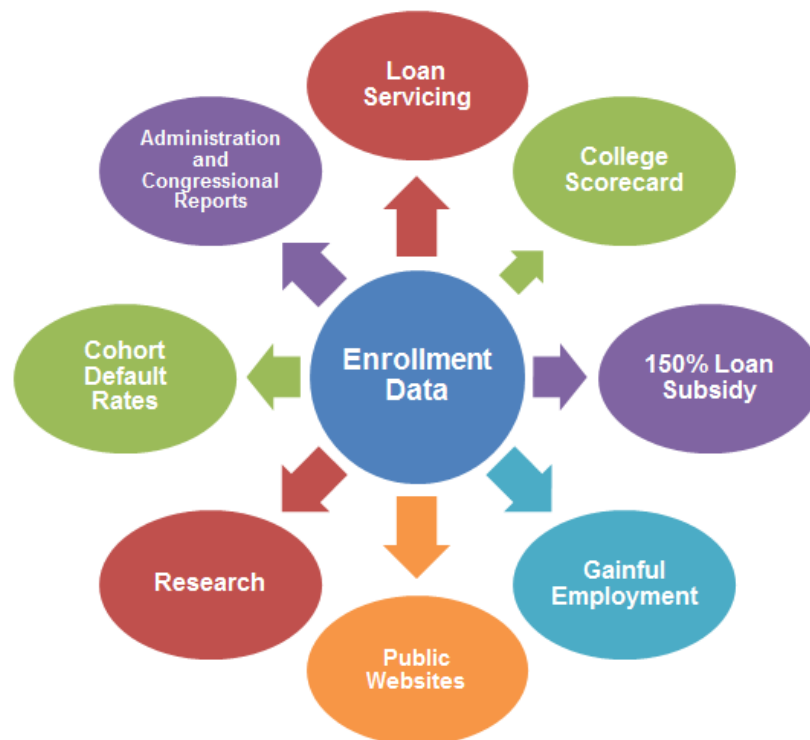 Loan
Servicing
College
Scorecard
150% Loan
Subsidy
Gainful
Employment
Public
Websites
Research
Cohort
Default
Rates
Administration
and
Congressional
Reports
Enrollment
Data